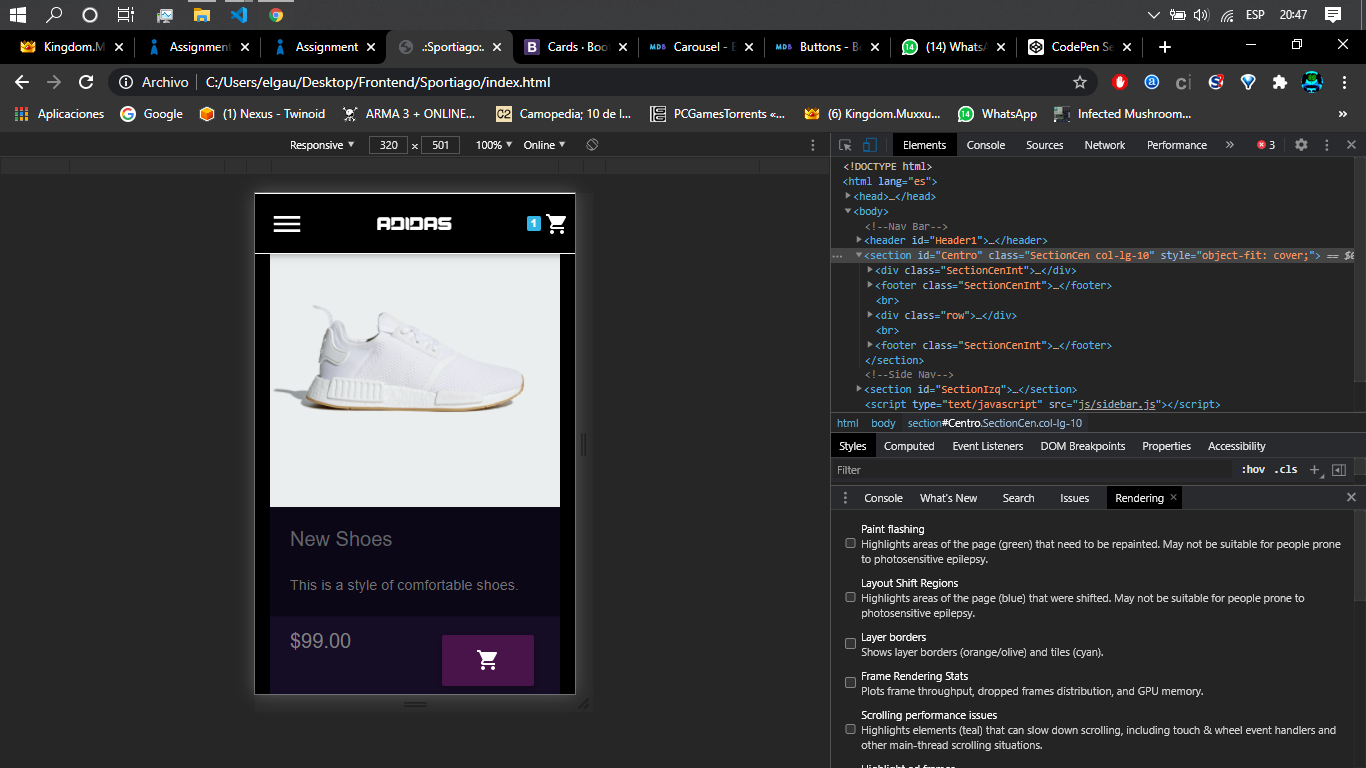 ESP 20:47
Kingdom.M Assignment Assignment .:Sportiago:. Cards · Boo Carousel - B Buttons - Bo (14) WhatsA CodePen Se
Archivo C:/Users/elgau/Desktop/Frontend/Sportiago/index.html
Aplicaciones Google (1) Nexus - Twinoid ARMA 3 + ONLINE... Camopedia; 10 de l... PCGamesTorrents «... (6) Kingdom.Muxxu... WhatsApp Infected Mushroom... »
Responsive 320 x 501 100% Online
Elements Console Sources Network Performance » 3
<!DOCTYPE html>
<html lang="es">
<head>…</head>
<body>
<!--Nav Bar-->
<header id="Header1">…</header>
<section id="Centro" class="SectionCen col-lg-10" style="object-fit: cover;"> ==
<div class="SectionCenInt">…</div>
<footer class="SectionCenInt">…</footer>
<br>
<div class="row">…</div>
<br>
<footer class="SectionCenInt">…</footer>
</section>
<!--Side Nav-->
<section id="SectionIzq">…</section>
<script type="text/javascript" src="js/sidebar.js"></script>
html body section#Centro.SectionCen.col-lg-10
Styles Computed Event Listeners DOM Breakpoints Properties Accessibility
Filter :hov .cls
Console What's New Search Issues Rendering
Paint flashing
Highlights areas of the page (green) that need to be repainted. May not be suitable for people prone
to photosensitive epilepsy.
Layout Shift Regions
Highlights areas of the page (blue) that were shifted. May not be suitable for people prone to
photosensitive epilepsy.
Layer borders
Shows layer borders (orange/olive) and tiles (cyan).
Frame Rendering Stats
Plots frame throughput, dropped frames distribution, and GPU memory.
Scrolling performance issues
Highlights elements (teal) that can slow down scrolling, including touch & wheel event handlers and
other main-thread scrolling situations.
ADIDAS 1
New Shoes
This is a style of comfortable shoes.
$99.00